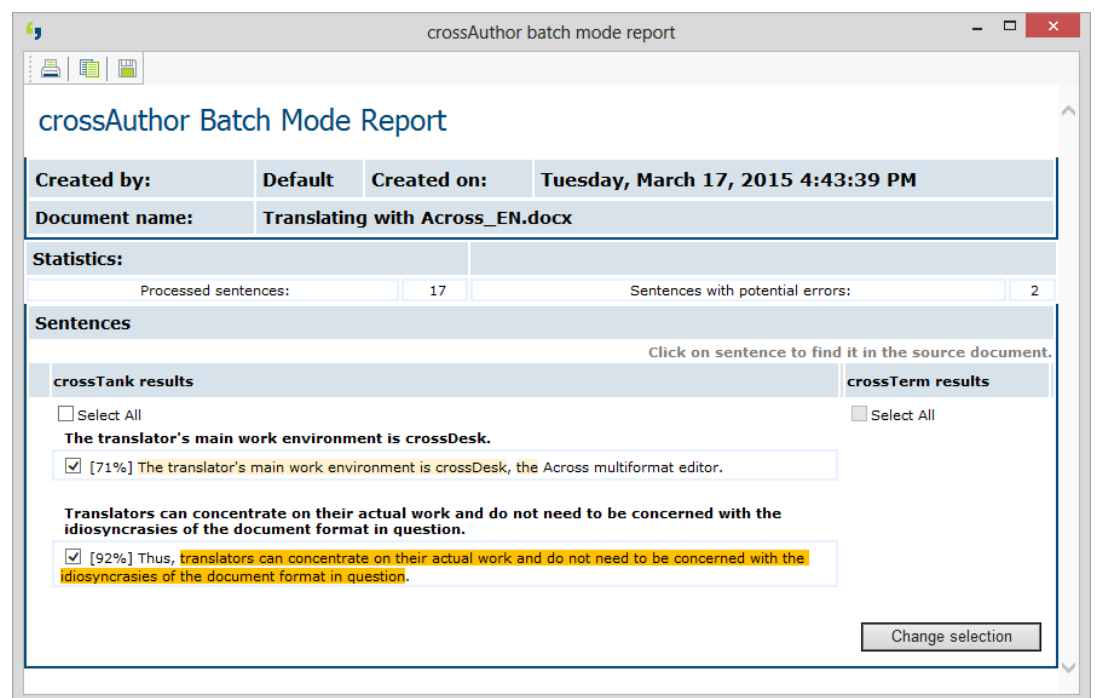 crossAuthor batch mode report
crossAuthor Batch Mode Report
Created by: Default Created on: Tuesday, March 17, 2015 4:43:39 PM
Document name: Translating with Across_EN.docx
Statistics:
Processed sentences: 17 Sentences with potential errors: 2
Sentences
Click on sentence to find it in the source document.
crossTank results crossTerm results
Select All Select All
The translator's main work environment is crossDesk.
[71%] The translator's main work environment is crossDesk, the Across multiformat editor.
Translators can concentrate on their actual work and do not need to be concerned with the
idiosyncrasies of the document format in question.
[92%] Thus, translators can concentrate on their actual work and do not need to be concerned with the
idiosyncrasies of the document format in question.
Change selection